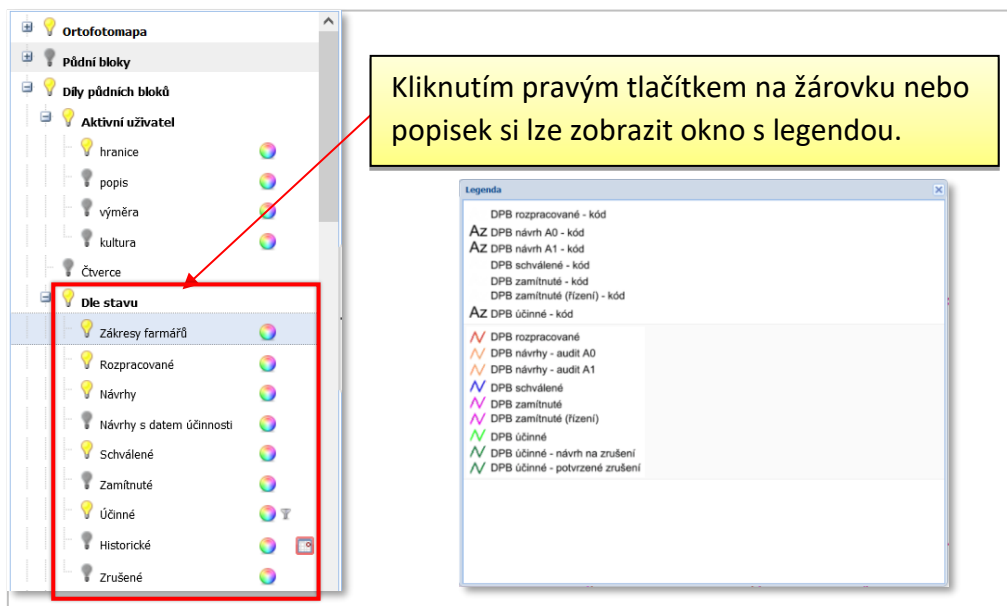 Ortofotomapa
Půdní bloky
Díly půdních bloků
Aktivní uživatel
hranice
popis
výměra
kultura
Čtverce
Dle stavu
Zákresy farmářů
Rozpracované
Návrhy
Návrhy s datem účinnosti
Schválené
Zamítnuté
Účinné
Historické
Zrušené
Kliknutím pravým tlačítkem na žárovku nebo
popisek si lze zobrazit okno s legendou.
Legenda
DPB rozpracované - kód
Az DPB návrh A0 - kód
Az DPB návrh A1 - kód
DPB schválené - kód
DPB zamítnuté - kód
DPB zamítnuté (řízení) - kód
Az DPB účinné - kód
DPB rozpracované
DPB návrhy - audit A0
DPB návrhy - audit A1
DPB schválené
DPB zamítnuté
DPB zamítnuté (řízení)
DPB účinné
DPB účinné - návrh na zrušení
DPB účinné - potvrzené zrušení